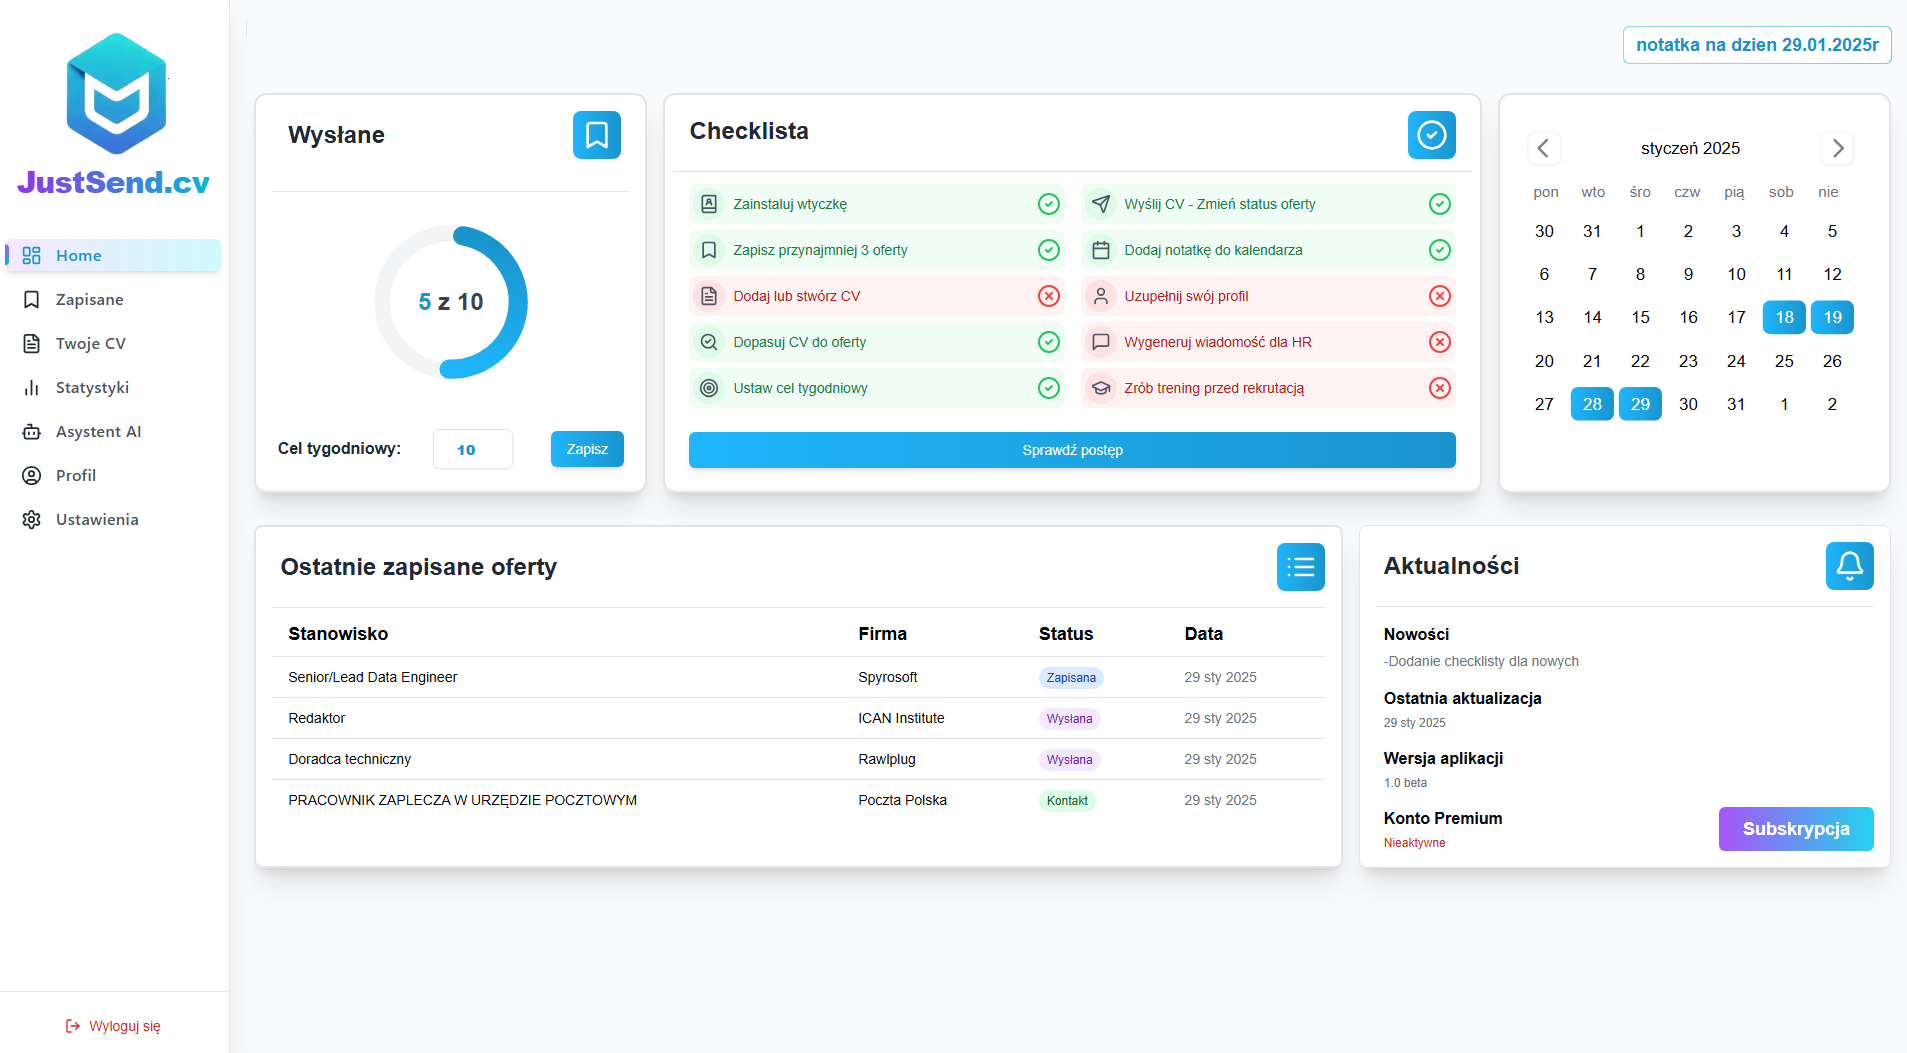 JustSend.cv
Home
Zapisane
Twoje CV
Statystyki
Asystent AI
Profil
Ustawienia
Wyloguj się
notatka na dzien 29.01.2025r
Wysłane
5 z 10
Cel tygodniowy: 10 Zapisz
Checklista
Zainstaluj wtyczkę
Wyślij CV - Zmień status oferty
Zapisz przynajmniej 3 oferty
Dodaj notatkę do kalendarza
Dodaj lub stwórz CV
Uzupełnij swój profil
Dopasuj CV do oferty
Wygeneruj wiadomość dla HR
Ustaw cel tygodniowy
Zrób trening przed rekrutacją
Sprawdź postęp
styczeń 2025
pon wto śro czw pią sob nie
30 31 1 2 3 4 5
6 7 8 9 10 11 12
13 14 15 16 17 18 19
20 21 22 23 24 25 26
27 28 29 30 31 1 2
Ostatnie zapisane oferty
Stanowisko Firma Status Data
Senior/Lead Data Engineer Spyrosoft Zapisana 29 sty 2025
Redaktor ICAN Institute Wysłana 29 sty 2025
Doradca techniczny Rawlplug Wysłana 29 sty 2025
PRACOWNIK ZAPLECZA W URZĘDZIE POCZTOWYM Poczta Polska Kontakt 29 sty 2025
Aktualności
Nowości
-Dodanie checklisty dla nowych
Ostatnia aktualizacja
29 sty 2025
Wersja aplikacji
1.0 beta
Konto Premium
Nieaktywne
Subskrypcja